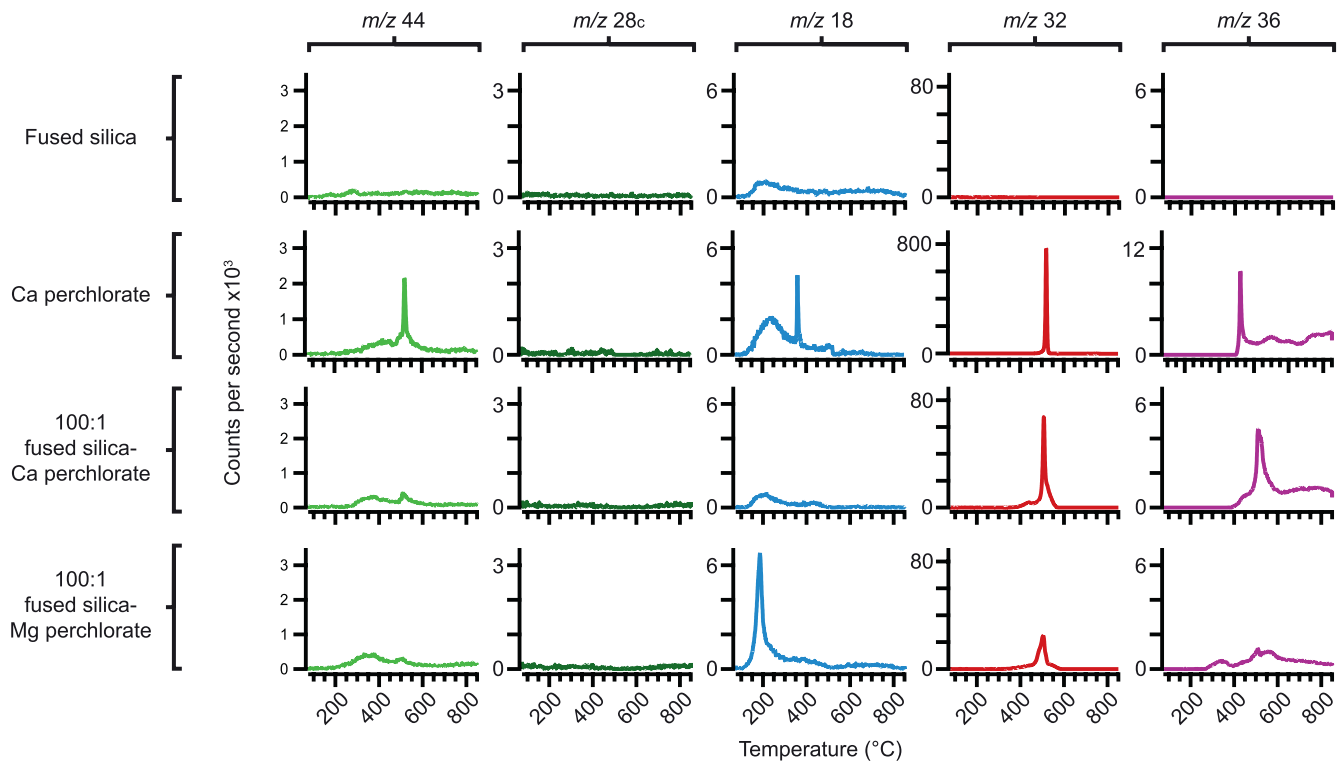 m/z 44 m/z 28c m/z 18 m/z 32 m/z 36
Fused silica
3 2 1 0
3 0
6 0
80 0
6 0
Ca perchlorate
3 2 1 0
3 0
6 0
800 0
12 0
100:1
fused silica-
Ca perchlorate
3 2 1 0
3 0
6 0
80 0
6 0
100:1
fused silica-
Mg perchlorate
3 2 1 0
3 0
6 0
80 0
6 0
Counts per second x10³
200 400 600 800 200 400 600 800 200 400 600 800 200 400 600 800 200 400 600 800
Temperature (°C)